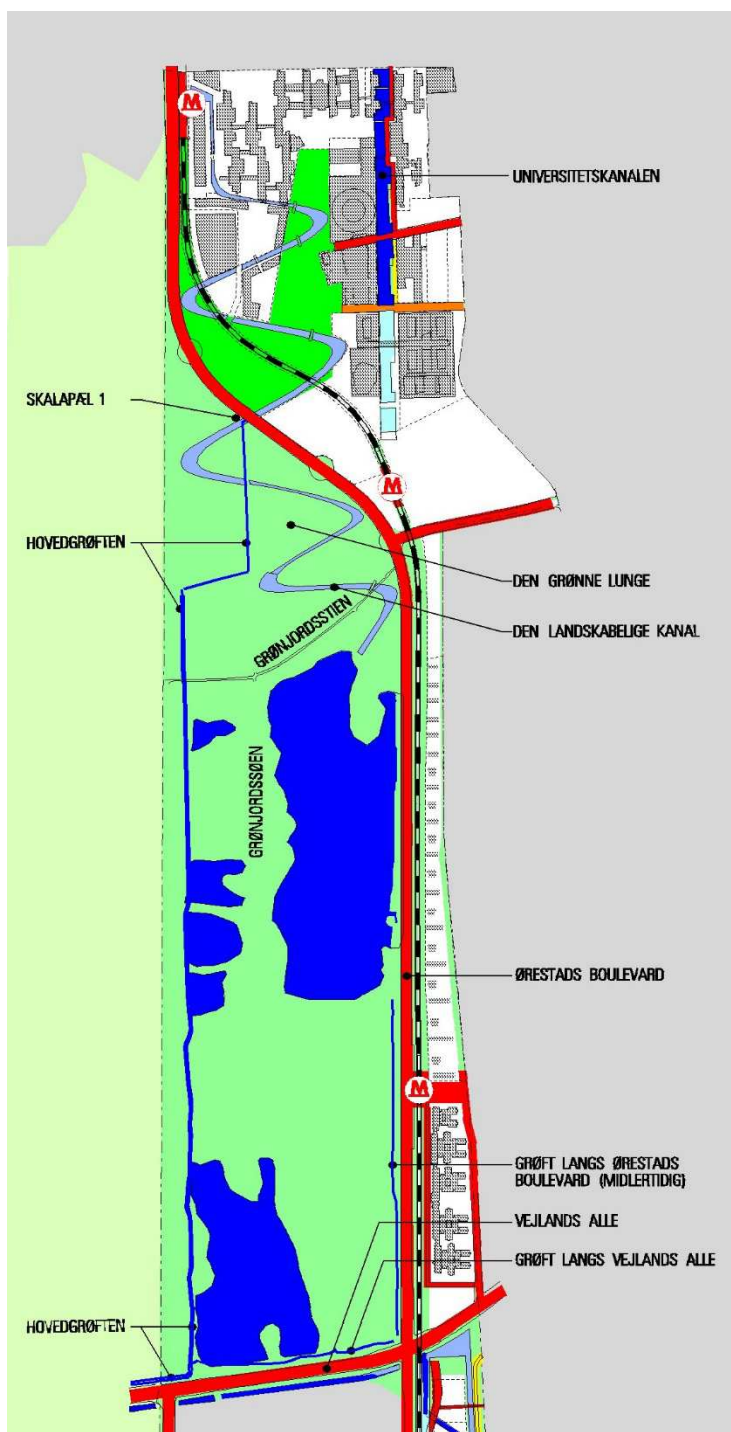 M
UNIVERSITETSKANALEN
SKALAPÆL 1
M
HOVEDGRØFTEN
DEN GRØNNE LUNGE
DEN LANDSKABELIGE KANAL
GRØNJORDSSTIEN
GRØNJORDSSØEN
ØRESTADS BOULEVARD
M
GRØFT LANGS ØRESTADS
BOULEVARD (MIDLERTIDIG)
VEJLANDS ALLE
GRØFT LANGS VEJLANDS ALLE
HOVEDGRØFTEN